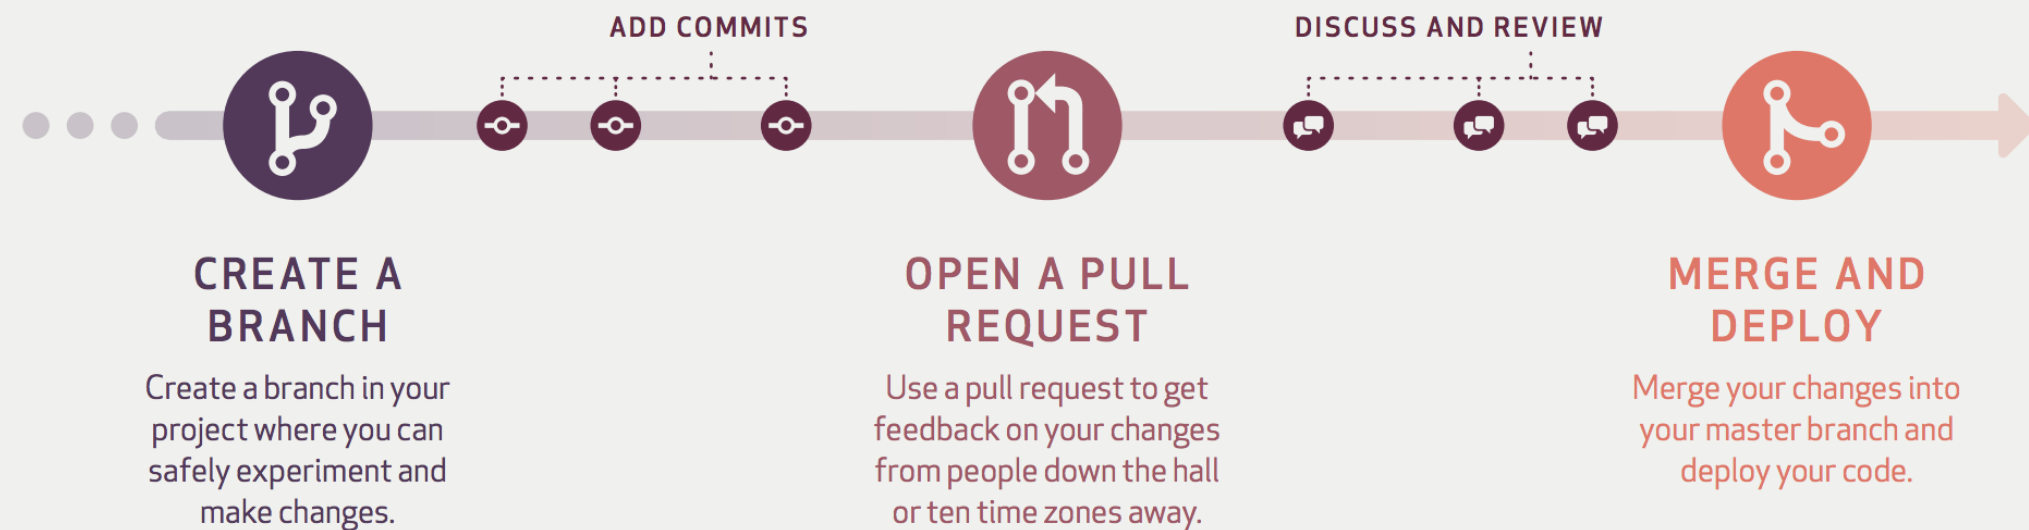 ADD COMMITS
DISCUSS AND REVIEW
CREATE A
BRANCH
Create a branch in your
project where you can
safely experiment and
make changes.
OPEN A PULL
REQUEST
Use a pull request to get
feedback on your changes
from people down the hall
or ten time zones away.
MERGE AND
DEPLOY
Merge your changes into
your master branch and
deploy your code.